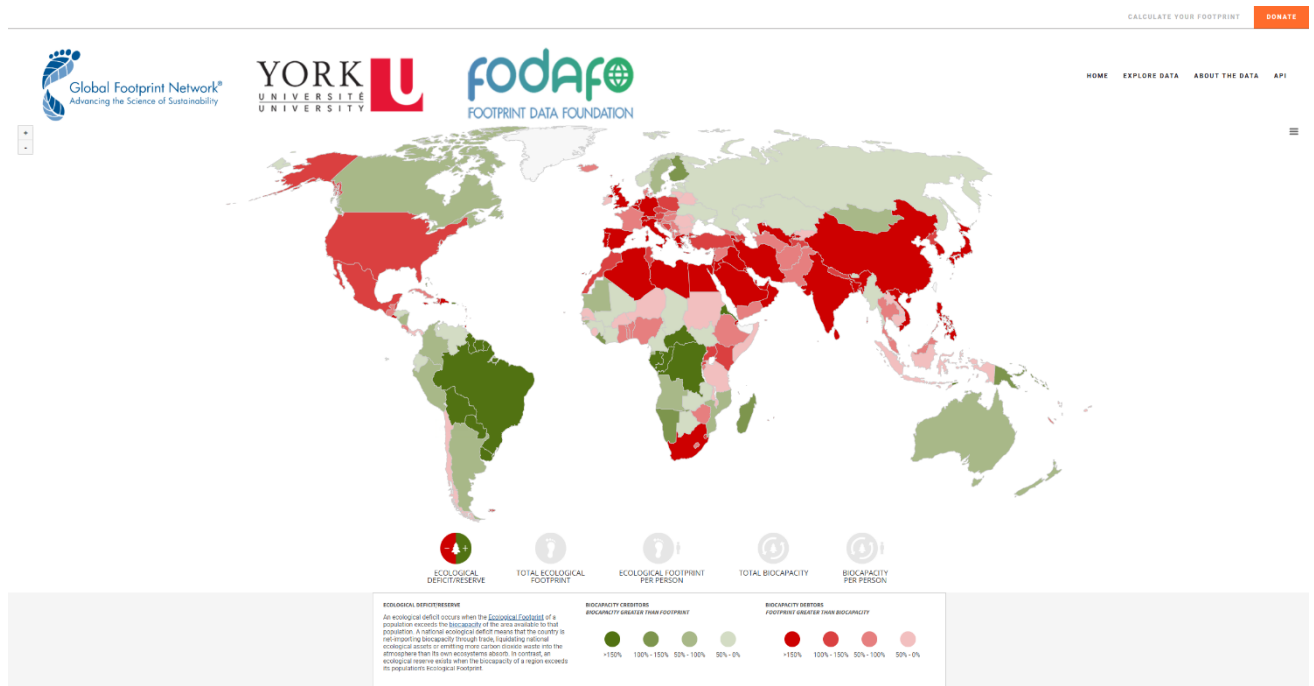 CALCULATE YOUR FOOTPRINT
DONATE
Global Footprint Network®
Advancing the Science of Sustainability
YORK U
UNIVERSITÉ
UNIVERSITY
FODAFO
FOOTPRINT DATA FOUNDATION
HOME
EXPLORE DATA
ABOUT THE DATA
API
+
-
- +
ECOLOGICAL
DEFICIT/RESERVE
TOTAL ECOLOGICAL
FOOTPRINT
ECOLOGICAL FOOTPRINT
PER PERSON
TOTAL BIOCAPACITY
BIOCAPACITY
PER PERSON
ECOLOGICAL DEFICIT/RESERVE
An ecological deficit occurs when the Ecological Footprint of a
population exceeds the biocapacity of the area available to that
population. A national ecological deficit means that the country is
net-importing biocapacity through trade, liquidating national
ecological assets or emitting more carbon dioxide waste into the
atmosphere than its own ecosystems absorb. In contrast, an
ecological reserve exists when the biocapacity of a region exceeds
its population's Ecological Footprint.
BIOCAPACITY CREDITORS
BIOCAPACITY GREATER THAN FOOTPRINT
>150%
100% - 150%
50% - 100%
50% - 0%
BIOCAPACITY DEBTORS
FOOTPRINT GREATER THAN BIOCAPACITY
>150%
100% - 150%
50% - 100%
50% - 0%